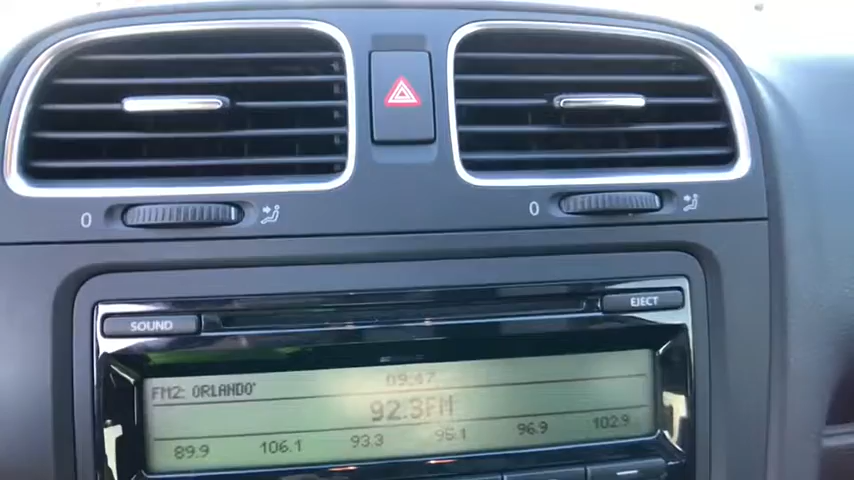 0 0
SOUND EJECT
FM2: ORLANDO' 09:47
92.3FM
89.9 106.1 93.3 95.1 96.9 102.9